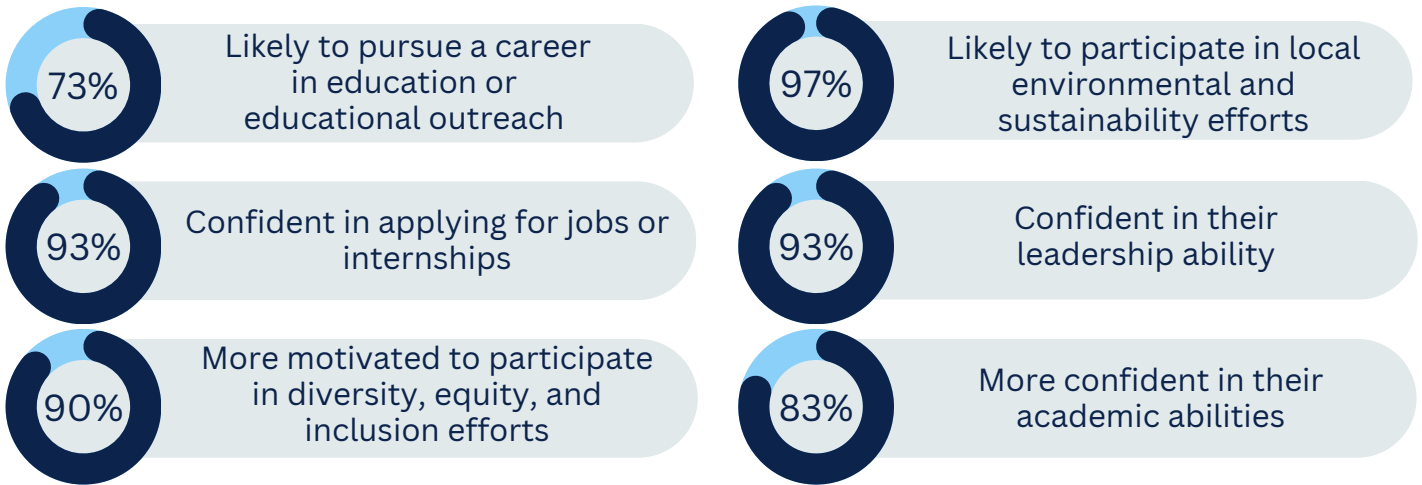 73%
Likely to pursue a career
in education or
educational outreach
97%
Likely to participate in local
environmental and
sustainability efforts
93%
Confident in applying for jobs or
internships
93%
Confident in their
leadership ability
90%
More motivated to participate
in diversity, equity, and
inclusion efforts
83%
More confident in their
academic abilities